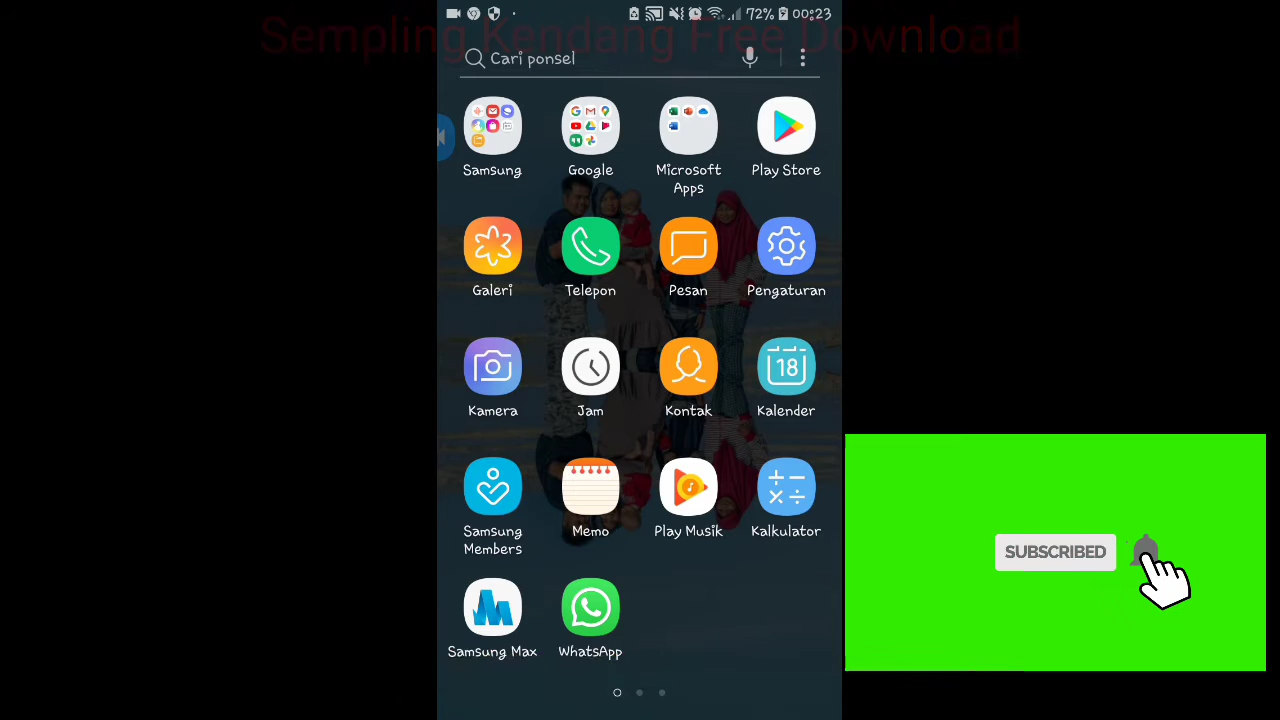 Sempling Kendang Free Download
72% 00:23
Cari ponsel
Samsung
Google
Microsoft
Apps
Play Store
Galeri
Telepon
Pesan
Pengaturan
Kamera
Jam
Kontak
18
Kalender
Samsung
Members
Memo
Play Musik
Kalkulator
Samsung Max
WhatsApp
SUBSCRIBED